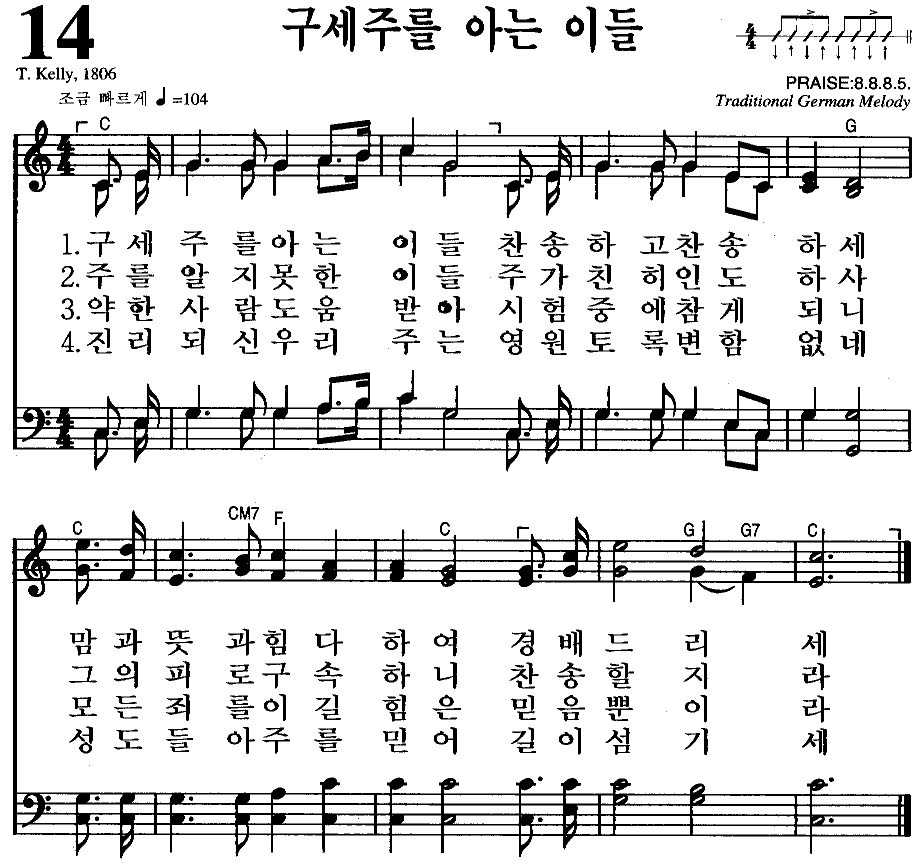 14
구세주를 아는 이들
T. Kelly, 1806
조금 빠르게 ♩=104
PRAISE:8.8.8.5.
Traditional German Melody
4/4
C G
1.구 세 주 를 아 는 이 들 찬 송 하 고 찬 송 하 세
2.주 를 알 지 못 한 이 들 주 가 친 히 인 도 하 사
3.약 한 사 람 도 움 받 아 시 험 중 에 참 게 되 니
4.진 리 되 신 우 리 주 는 영 원 토 록 변 함 없 네
C CM7 F C G G7 C
맘 과 뜻 과 힘 다 하 여 경 배 드 리 세
그 의 피 로 구 속 하 니 찬 송 할 지 라
모 든 죄 를 이 길 힘 은 믿 음 뿐 이 라
성 도 들 아 주 를 믿 어 길 이 섬 기 세